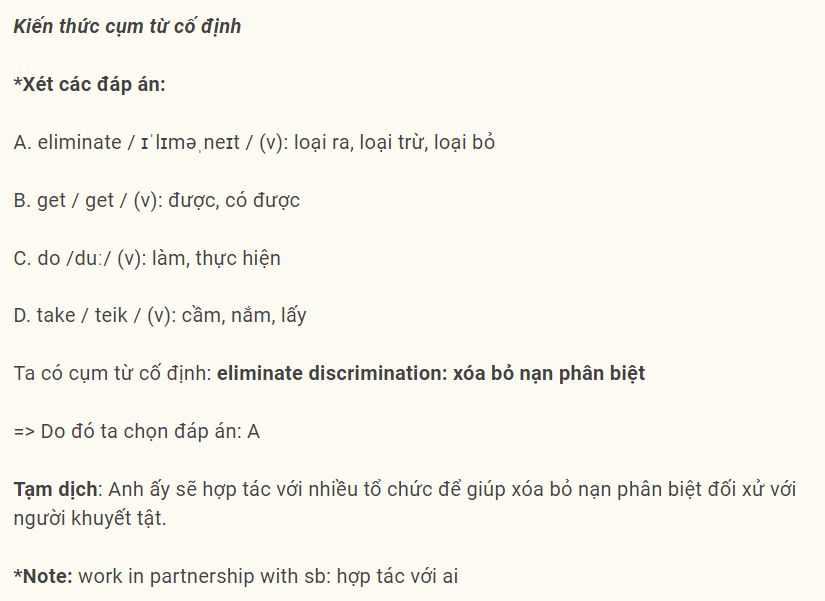 Kiến thức cụm từ cố định
*Xét các đáp án:
A. eliminate / ɪˈlɪməˌneɪt / (v): loại ra, loại trừ, loại bỏ
B. get / get / (v): được, có được
C. do /duː/ (v): làm, thực hiện
D. take / teik / (v): cầm, nắm, lấy
Ta có cụm từ cố định: eliminate discrimination: xóa bỏ nạn phân biệt
=> Do đó ta chọn đáp án: A
Tạm dịch: Anh ấy sẽ hợp tác với nhiều tổ chức để giúp xóa bỏ nạn phân biệt đối xử với
người khuyết tật.
*Note: work in partnership with sb: hợp tác với ai